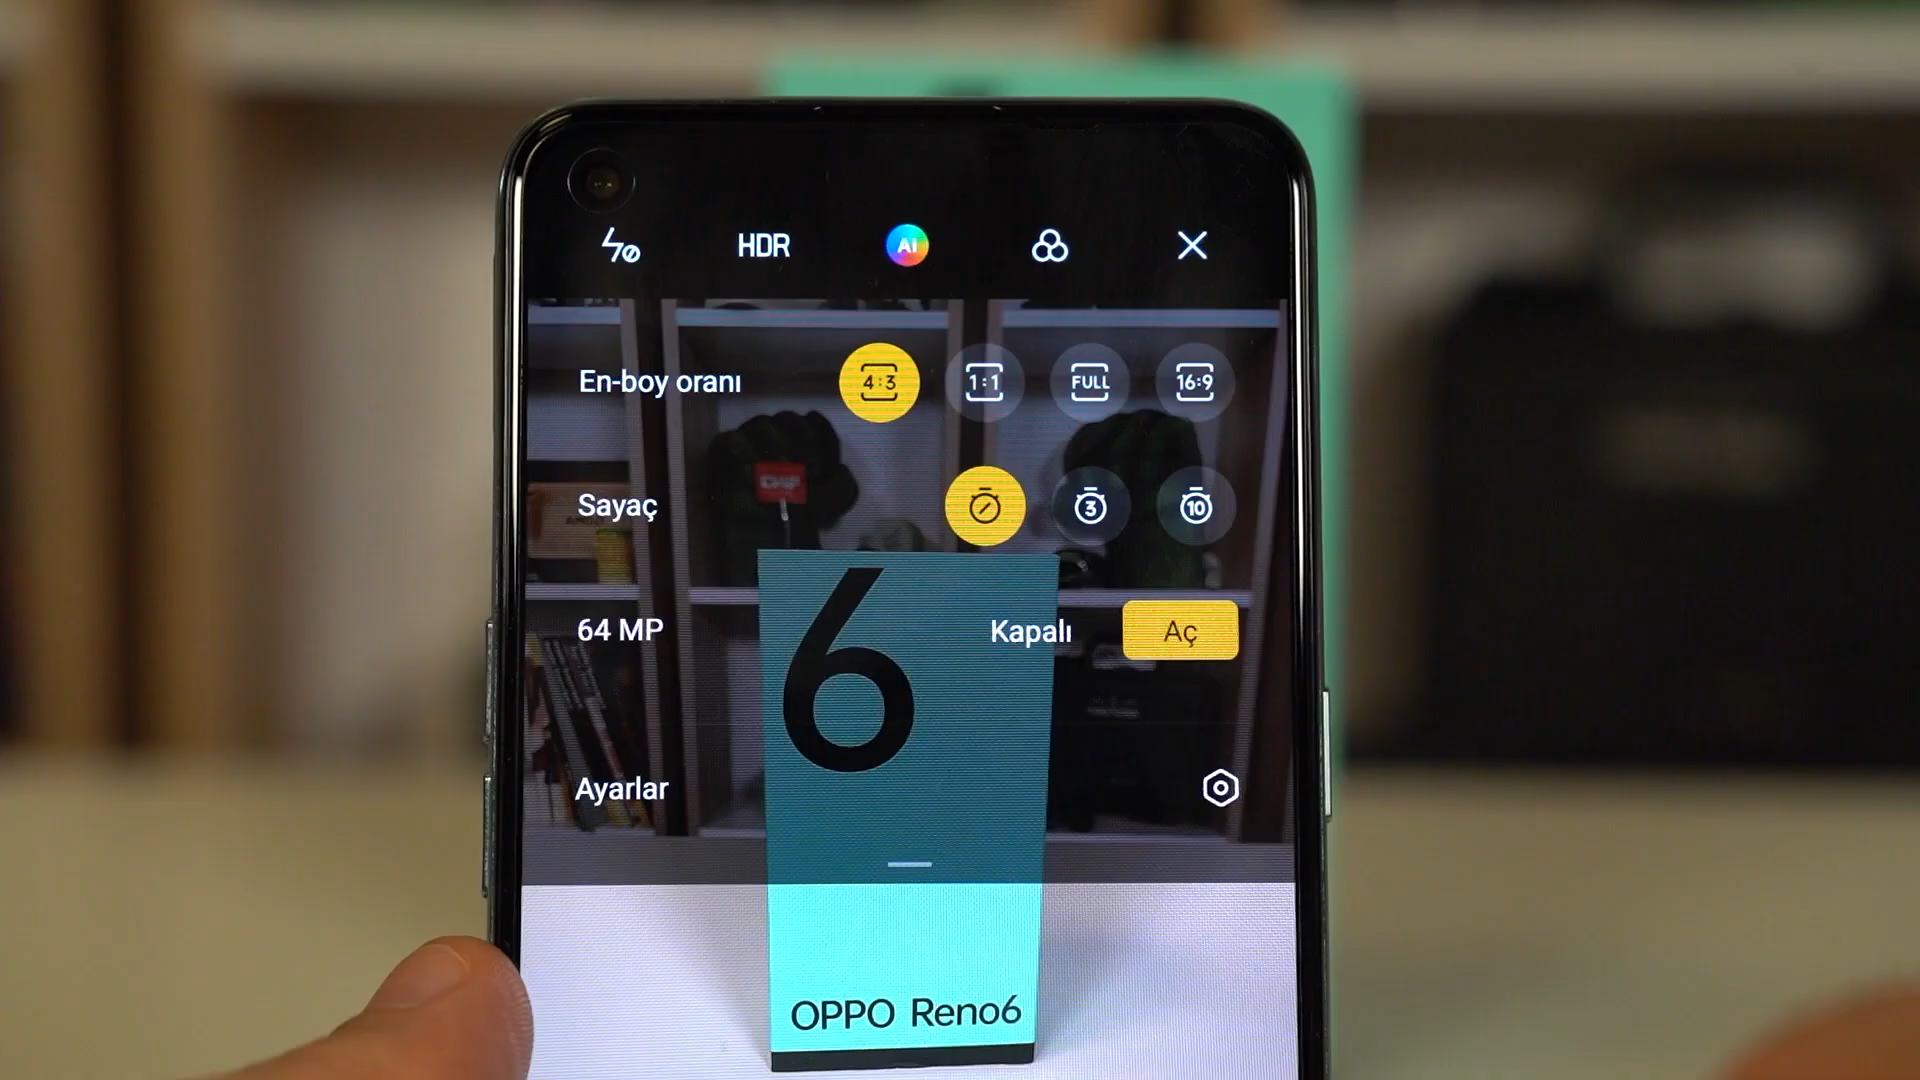 HDR AI
En-boy oranı 4:3 1:1 FULL 16:9
Sayaç 3 10
64 MP Kapalı Aç
6
Ayarlar
OPPO Reno6